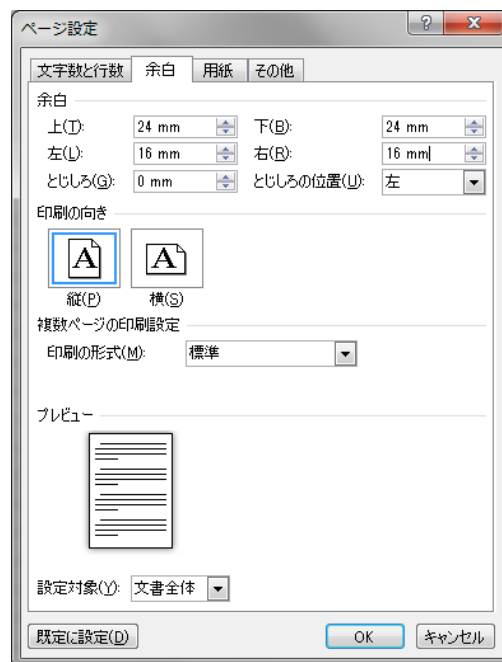 ページ設定
文字数と行数 余白 用紙 その他
余白
上(T): 24 mm 下(B): 24 mm
左(L): 16 mm 右(R): 16 mm
とじしろ(G): 0 mm とじしろの位置(U): 左
印刷の向き
A A
縦(P) 横(S)
複数ページの印刷設定
印刷の形式(M): 標準
プレビュー
設定対象(Y): 文書全体
既定に設定(D) OK キャンセル